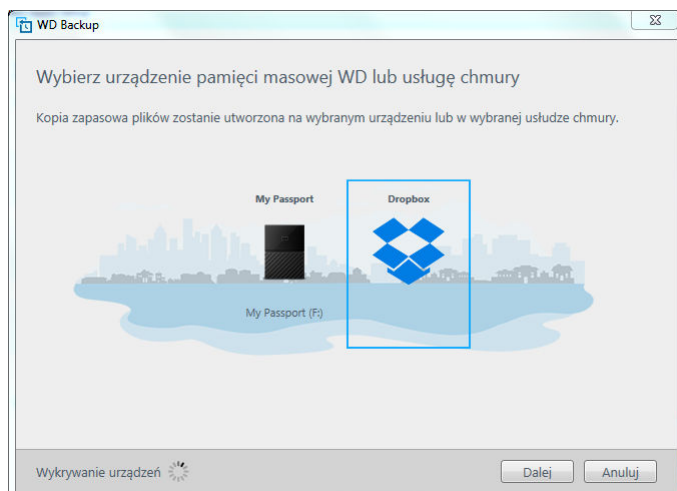 WD Backup
Wybierz urządzenie pamięci masowej WD lub usługę chmury
Kopia zapasowa plików zostanie utworzona na wybranym urządzeniu lub w wybranej usłudze chmury.
My Passport
Dropbox
My Passport (F:)
Wykrywanie urządzeń
Dalej
Anuluj